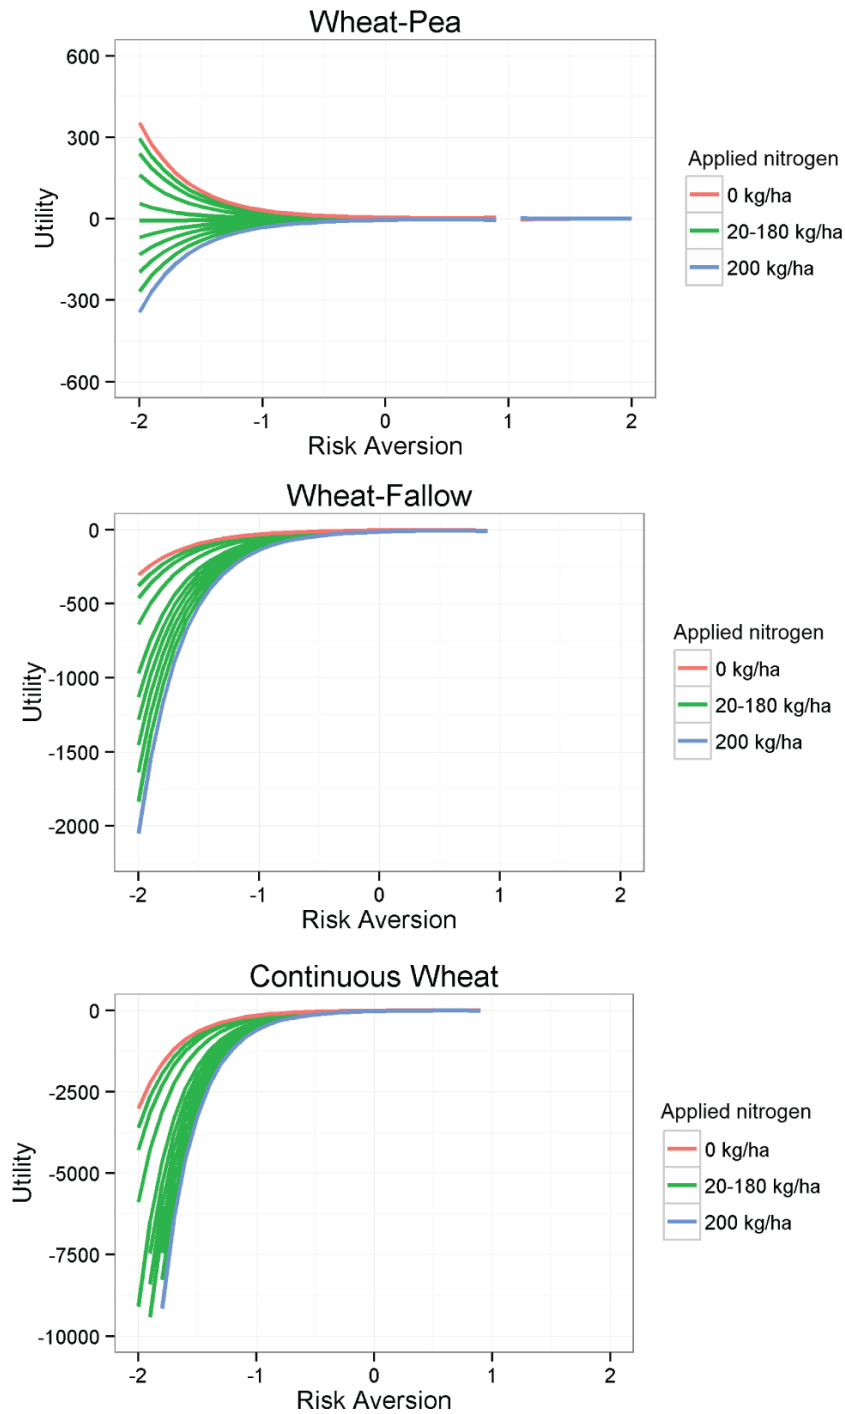 Wheat-Pea
600
300
0
-300
-600
Utility
-2 -1 0 1 2
Risk Aversion
Applied nitrogen
0 kg/ha
20-180 kg/ha
200 kg/ha
Wheat-Fallow
0
-500
-1000
-1500
-2000
Utility
-2 -1 0 1 2
Risk Aversion
Applied nitrogen
0 kg/ha
20-180 kg/ha
200 kg/ha
Continuous Wheat
0
-2500
-5000
-7500
-10000
Utility
-2 -1 0 1 2
Risk Aversion
Applied nitrogen
0 kg/ha
20-180 kg/ha
200 kg/ha